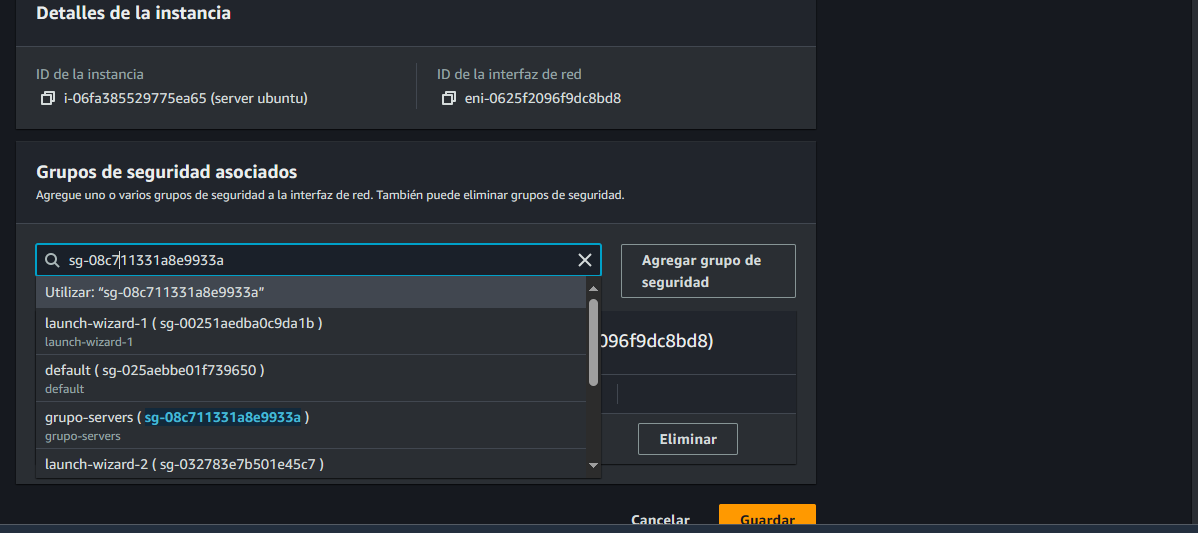 Detalles de la instancia
ID de la instancia
ID de la interfaz de red
i-06fa385529775ea65 (server ubuntu)
eni-0625f2096f9dc8bd8
Grupos de seguridad asociados
Agregue uno o varios grupos de seguridad a la interfaz de red. También puede eliminar grupos de seguridad.
sg-08c711331a8e9933a
Agregar grupo de
seguridad
Utilizar: “sg-08c711331a8e9933a”
launch-wizard-1 ( sg-00251aedba0c9da1b )
launch-wizard-1
096f9dc8bd8)
default ( sg-025aebbe01f739650 )
default
grupo-servers ( sg-08c711331a8e9933a )
grupo-servers
Eliminar
launch-wizard-2 ( sg-032783e7b501e45c7 )
Cancelar
Guardar